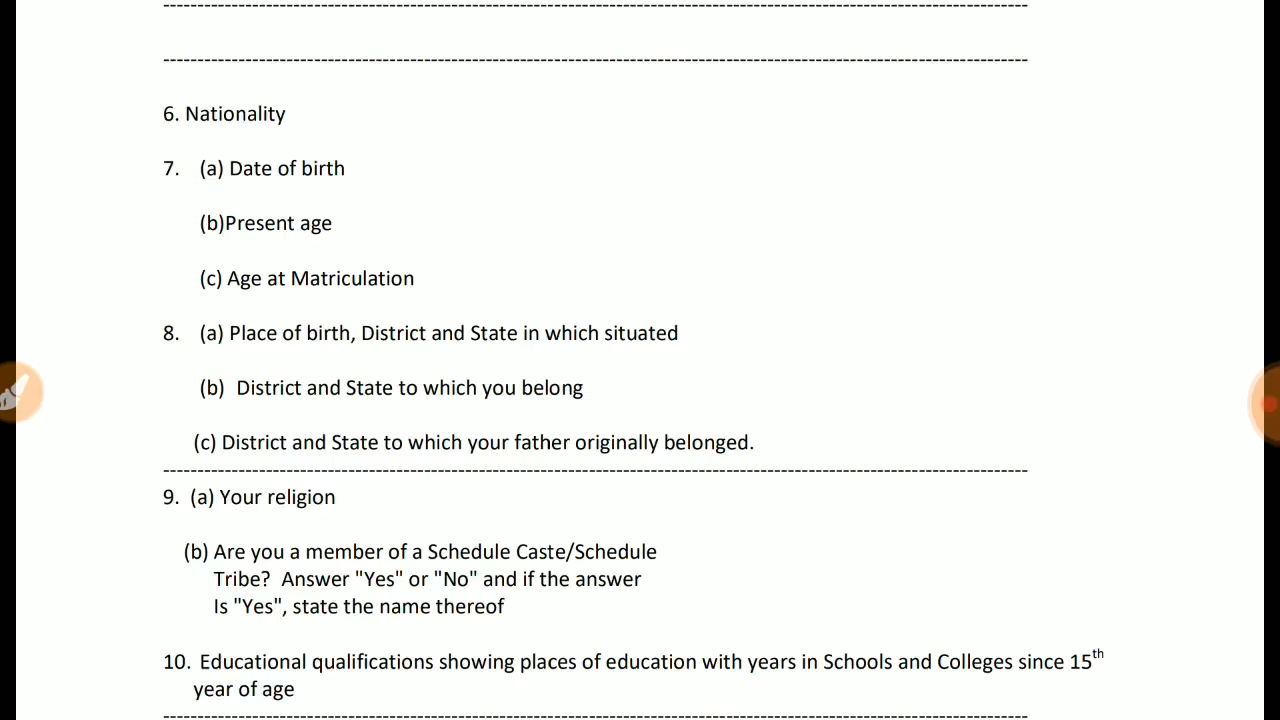 --------------------------------------------------------------------------------------------------------------------------------
--------------------------------------------------------------------------------------------------------------------------------
6. Nationality
7. (a) Date of birth
(b)Present age
(c) Age at Matriculation
8. (a) Place of birth, District and State in which situated
(b) District and State to which you belong
(c) District and State to which your father originally belonged.
--------------------------------------------------------------------------------------------------------------------------------
9. (a) Your religion
(b) Are you a member of a Schedule Caste/Schedule
Tribe? Answer "Yes" or "No" and if the answer
Is "Yes", state the name thereof
10. Educational qualifications showing places of education with years in Schools and Colleges since 15th
year of age
--------------------------------------------------------------------------------------------------------------------------------